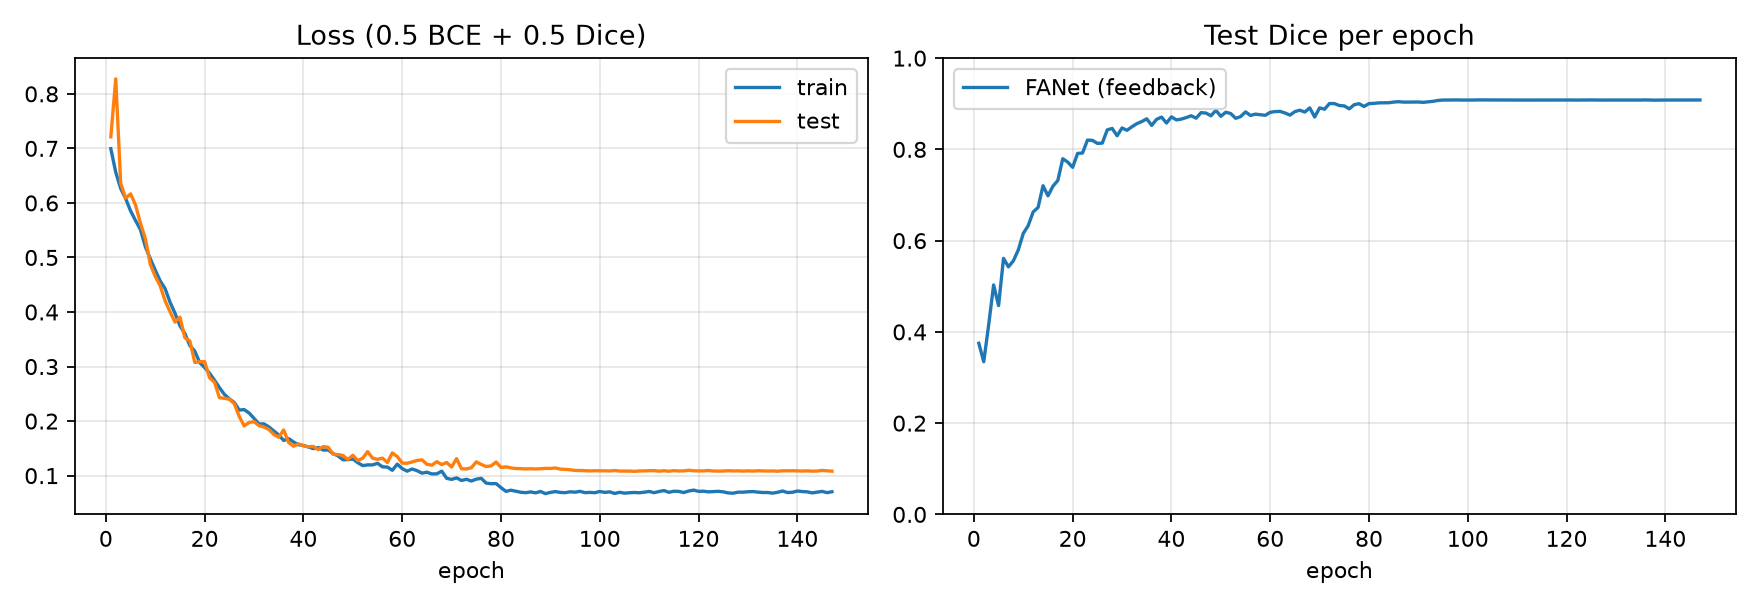 Loss (0.5 BCE + 0.5 Dice)
train
test
0.8
0.7
0.6
0.5
0.4
0.3
0.2
0.1
0 20 40 60 80 100 120 140
epoch
Test Dice per epoch
FANet (feedback)
1.0
0.8
0.6
0.4
0.2
0.0
0 20 40 60 80 100 120 140
epoch